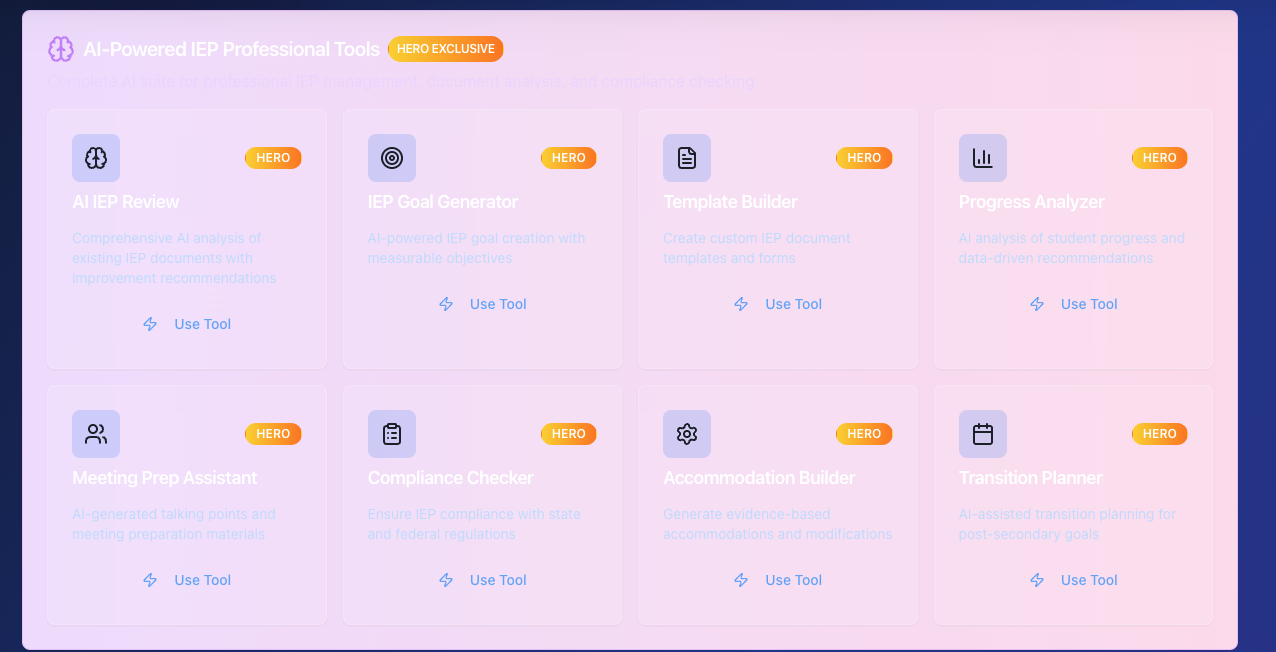 AI-Powered IEP Professional Tools HERO EXCLUSIVE
Complete AI suite for professional IEP management, document analysis, and compliance checking
HERO
AI IEP Review
Comprehensive AI analysis of
existing IEP documents with
improvement recommendations
Use Tool
HERO
IEP Goal Generator
AI-powered IEP goal creation with
measurable objectives
Use Tool
HERO
Template Builder
Create custom IEP document
templates and forms
Use Tool
HERO
Progress Analyzer
AI analysis of student progress and
data-driven recommendations
Use Tool
HERO
Meeting Prep Assistant
AI-generated talking points and
meeting preparation materials
Use Tool
HERO
Compliance Checker
Ensure IEP compliance with state
and federal regulations
Use Tool
HERO
Accommodation Builder
Generate evidence-based
accommodations and modifications
Use Tool
HERO
Transition Planner
AI-assisted transition planning for
post-secondary goals
Use Tool